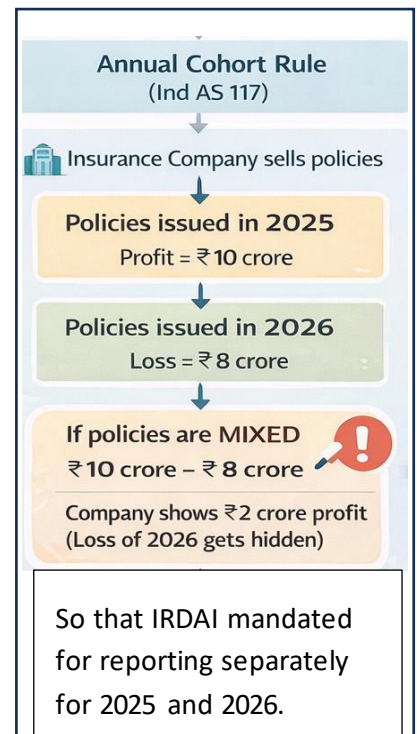 Annual Cohort Rule
(Ind AS 117)
Insurance Company sells policies
Policies issued in 2025
Profit = ₹10 crore
Policies issued in 2026
Loss = ₹ 8 crore
If policies are MIXED
₹10 crore – ₹ 8 crore
Company shows ₹2 crore profit
(Loss of 2026 gets hidden)
So that IRDAI mandated
for reporting separately
for 2025 and 2026.